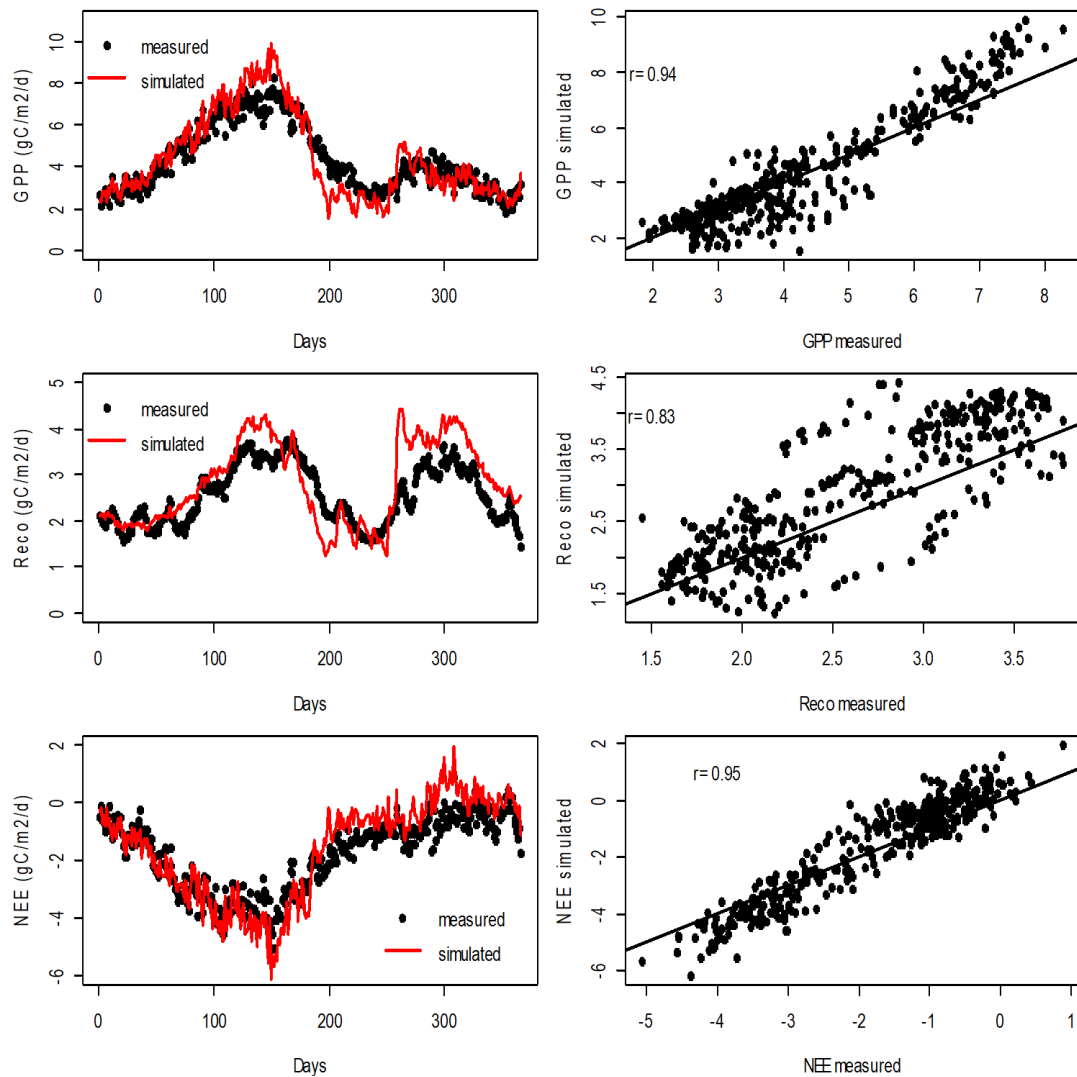 GPP (gC/m2/d)
0 2 4 6 8 10
measured
simulated
0 100 200 300
Days
GPP simulated
2 4 6 8 10
r= 0.94
2 3 4 5 6 7 8
GPP measured
Reco (gC/m2/d)
0 1 2 3 4 5
measured
simulated
0 100 200 300
Days
Reco simulated
1.5 2.5 3.5 4.5
r= 0.83
1.5 2.0 2.5 3.0 3.5
Reco measured
NEE (gC/m2/d)
-6 -4 -2 0 2
measured
simulated
0 100 200 300
Days
NEE simulated
-6 -4 -2 0 2
r= 0.95
-5 -4 -3 -2 -1 0 1
NEE measured